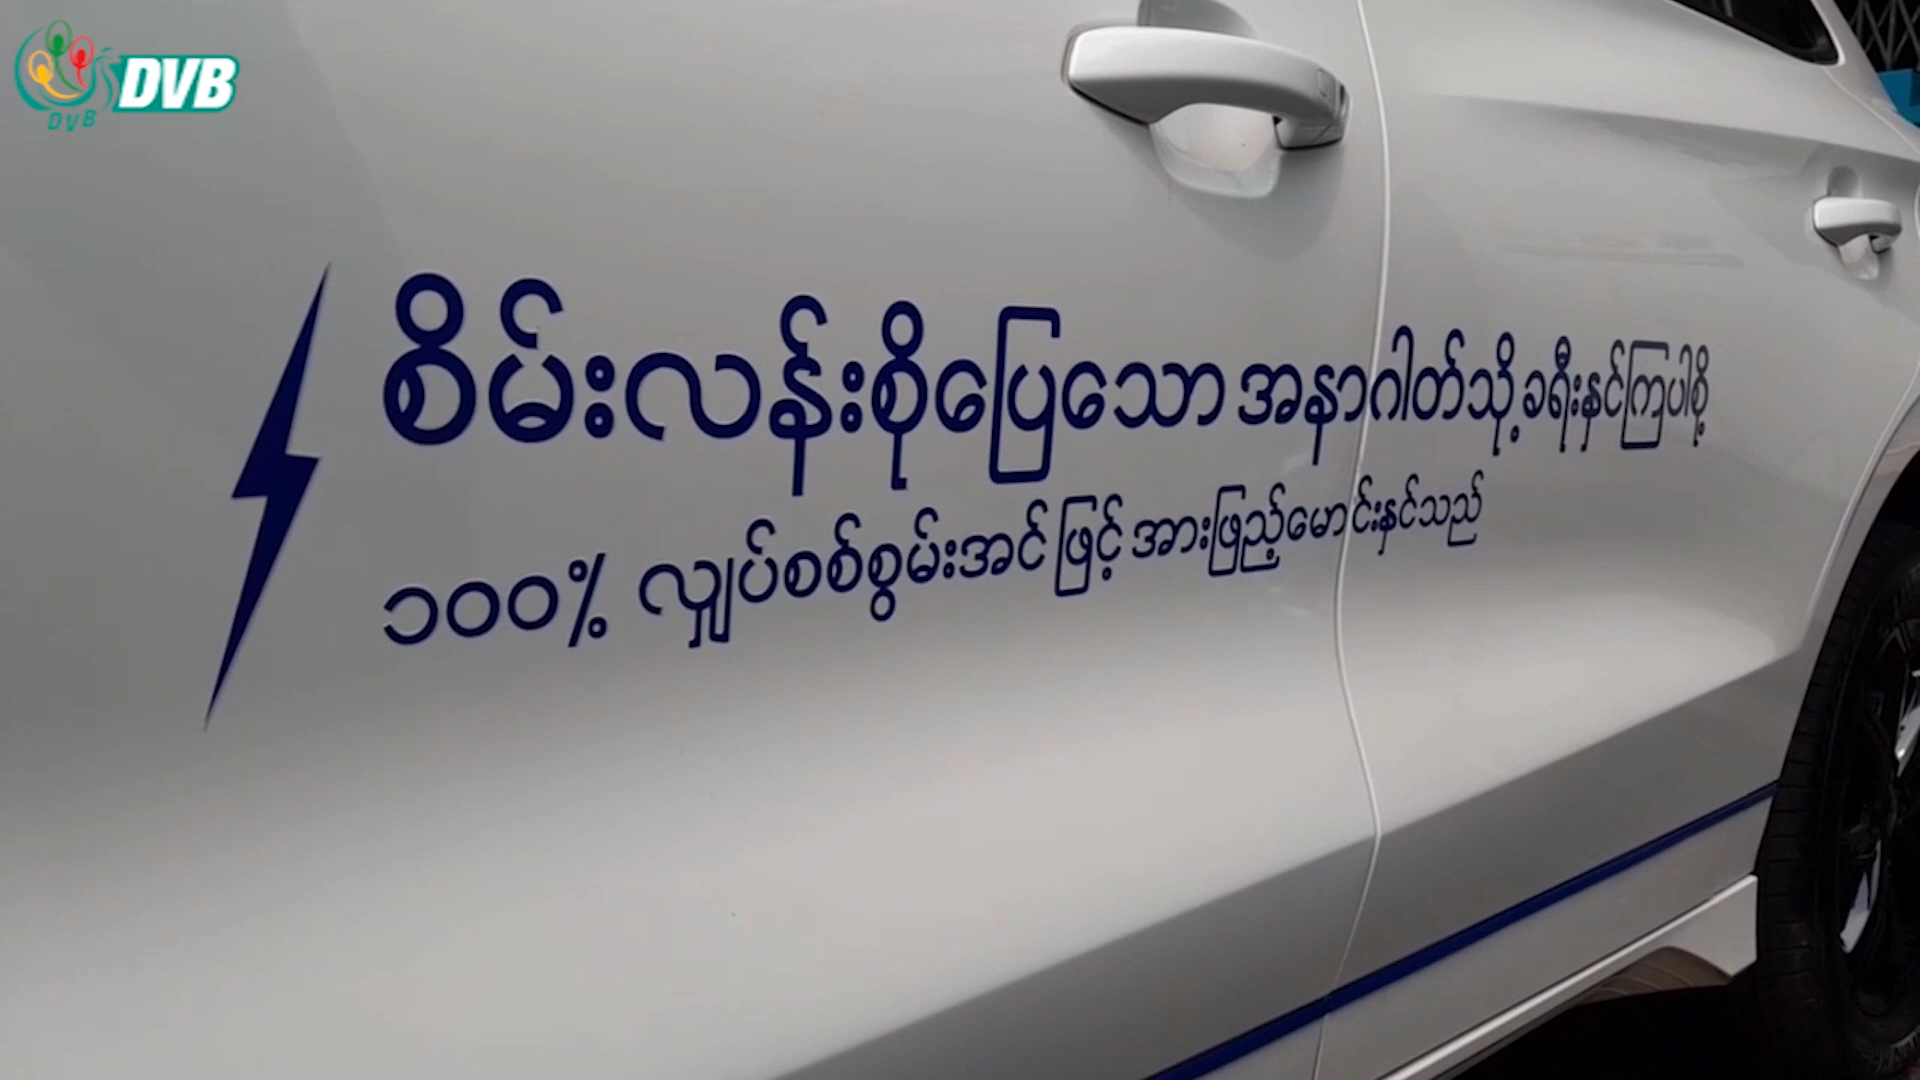 DVB
DVB
စိမ်းလန်းစိုပြေသော အနာဂါတ်သို့ ခရီးနှင်ကြပါစို့
၁၀၀% လျှပ်စစ်စွမ်းအင် ဖြင့် အားဖြည့်မောင်းနှင်သည်